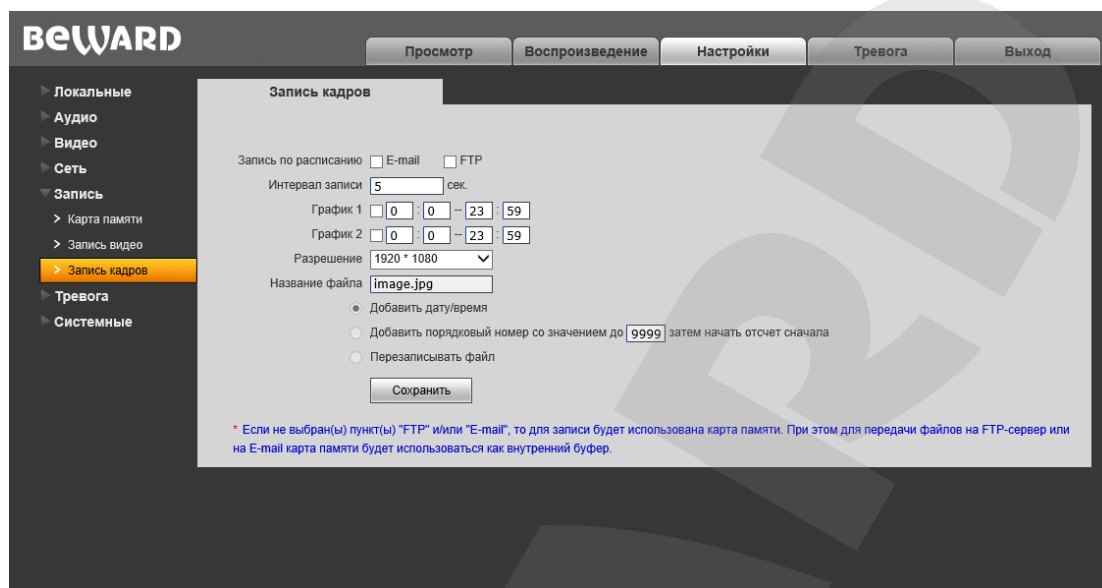 BEWARD
Просмотр Воспроизведение Настройки Тревога Выход
Локальные
Аудио
Видео
Сеть
Запись
Карта памяти
Запись видео
Запись кадров
Тревога
Системные
Запись кадров
Запись по расписанию E-mail FTP
Интервал записи 5 сек.
График 1 0 : 0 -- 23 : 59
График 2 0 : 0 -- 23 : 59
Разрешение 1920 * 1080
Название файла image.jpg
Добавить дату/время
Добавить порядковый номер со значением до 9999 затем начать отсчет сначала
Перезаписывать файл
Сохранить
* Если не выбран(ы) пункт(ы) "FTP" и/или "E-mail", то для записи будет использована карта памяти. При этом для передачи файлов на FTP-сервер или
на E-mail карта памяти будет использоваться как внутренний буфер.